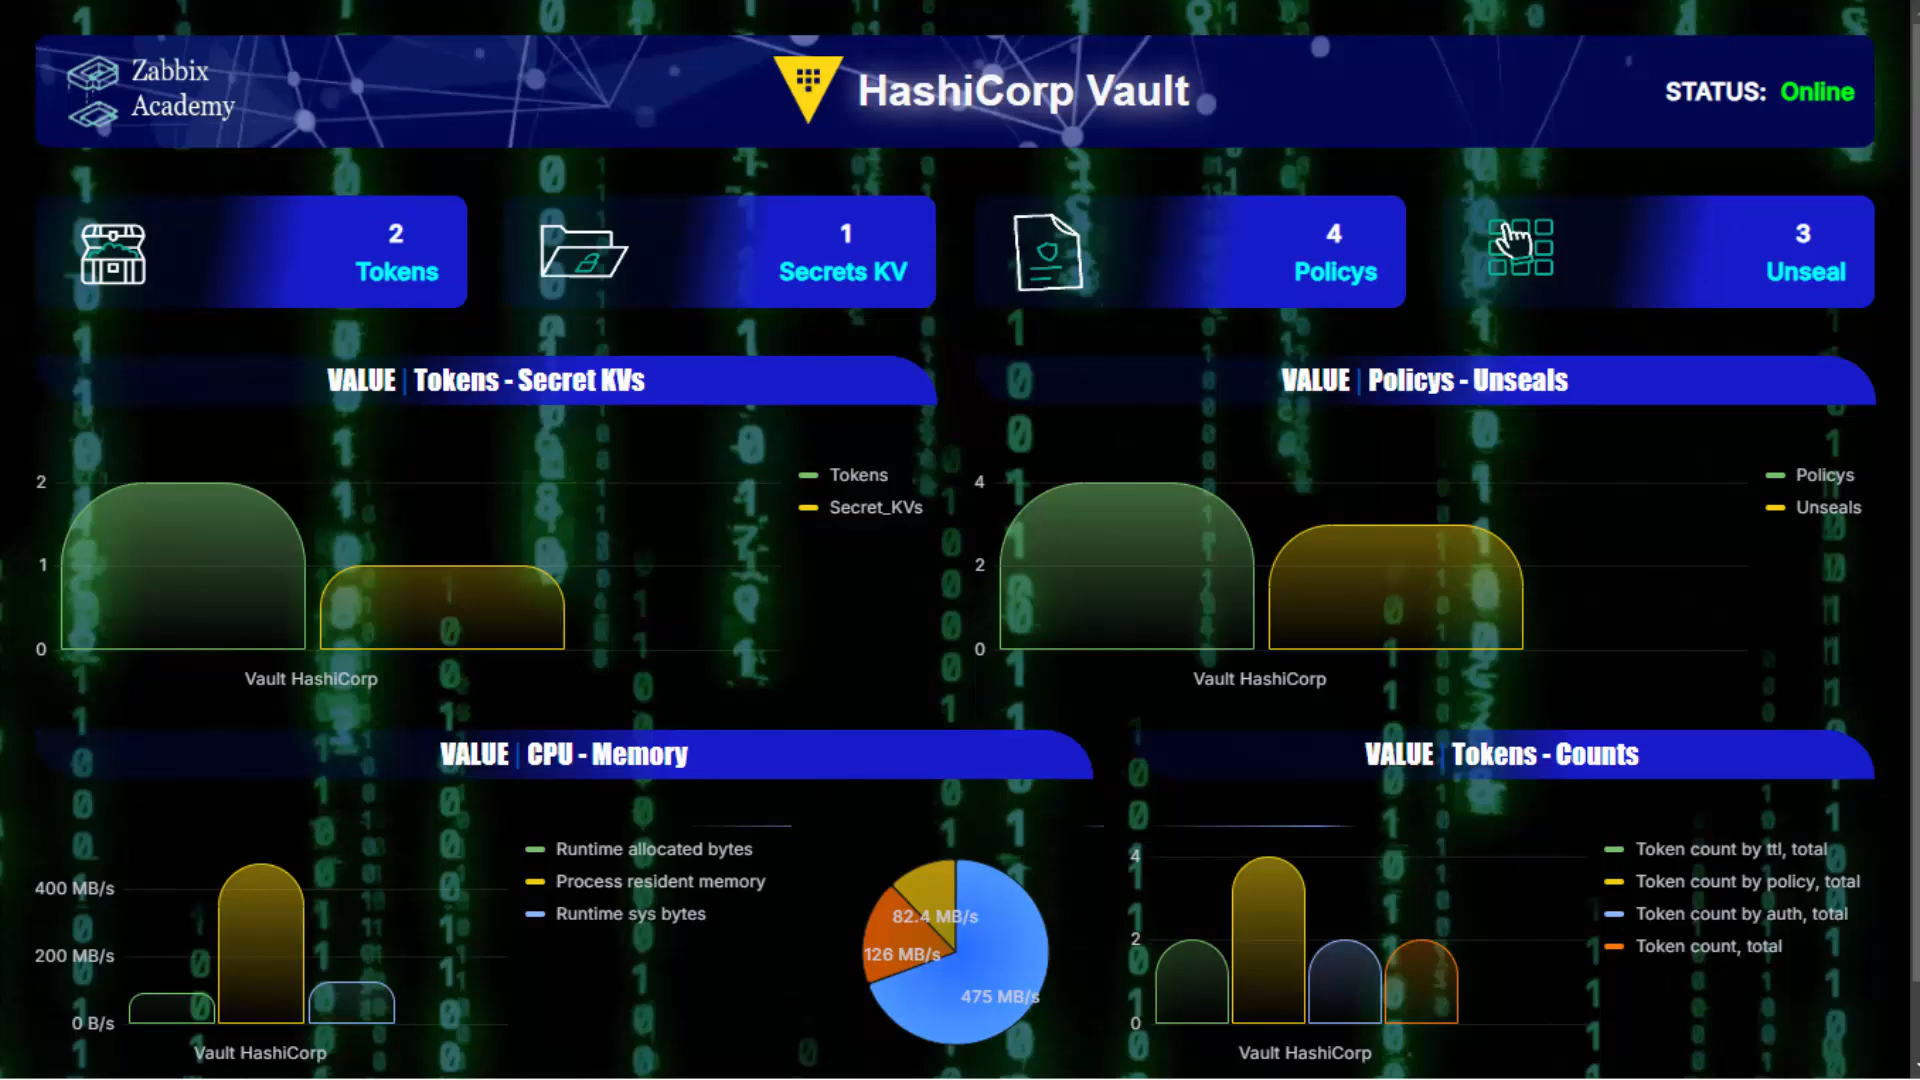 Zabbix
Academy
HashiCorp Vault
STATUS: Online
2
Tokens
1
Secrets KV
4
Policys
3
Unseal
VALUE | Tokens - Secret KVs
2
1
0
Vault HashiCorp
Tokens
Secret_KVs
VALUE | Policys - Unseals
4
2
0
Vault HashiCorp
Policys
Unseals
VALUE | CPU - Memory
400 MB/s
200 MB/s
0 B/s
Vault HashiCorp
Runtime allocated bytes
Process resident memory
Runtime sys bytes
82.4 MB/s
126 MB/s
475 MB/s
VALUE | Tokens - Counts
4
2
0
Vault HashiCorp
Token count by ttl, total
Token count by policy, total
Token count by auth, total
Token count, total